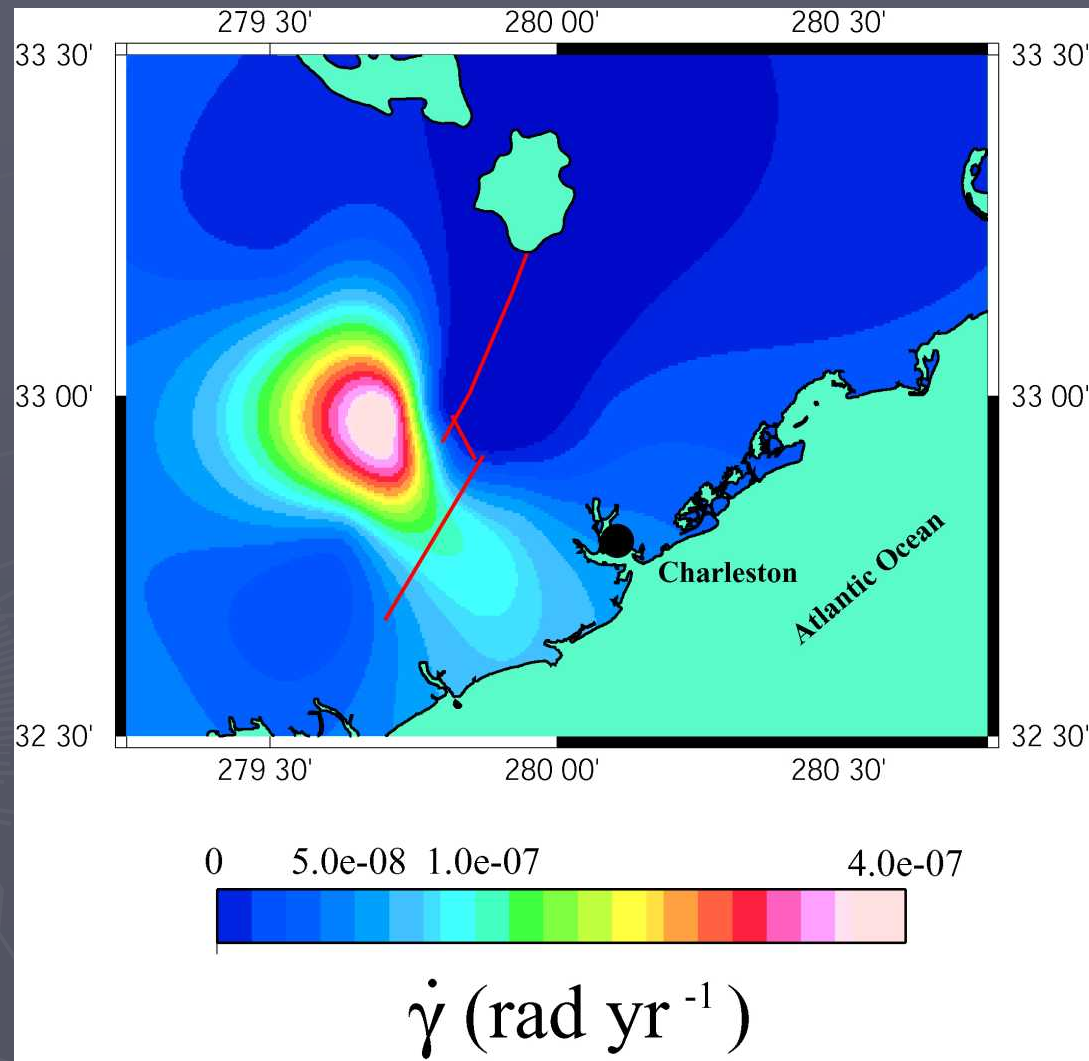 279 30' 280 00' 280 30'
33 30' 33 30'
33 00' 33 00'
Charleston
Atlantic Ocean
32 30' 32 30'
279 30' 280 00' 280 30'
0 5.0e-08 1.0e-07 4.0e-07
γ̇ (rad yr⁻¹)